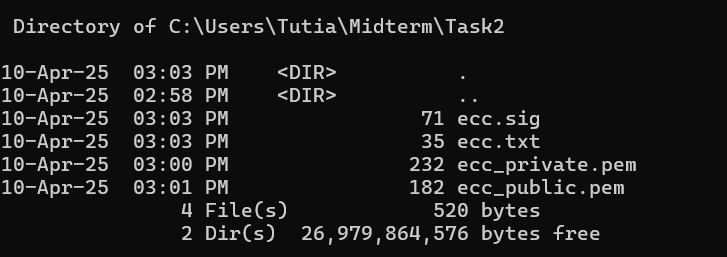 Directory of C:\Users\Tutia\Midterm\Task2
10-Apr-25  03:03 PM    <DIR>          .
10-Apr-25  02:58 PM    <DIR>          ..
10-Apr-25  03:03 PM                71 ecc.sig
10-Apr-25  03:03 PM                35 ecc.txt
10-Apr-25  03:00 PM               232 ecc_private.pem
10-Apr-25  03:01 PM               182 ecc_public.pem
               4 File(s)            520 bytes
               2 Dir(s)  26,979,864,576 bytes free